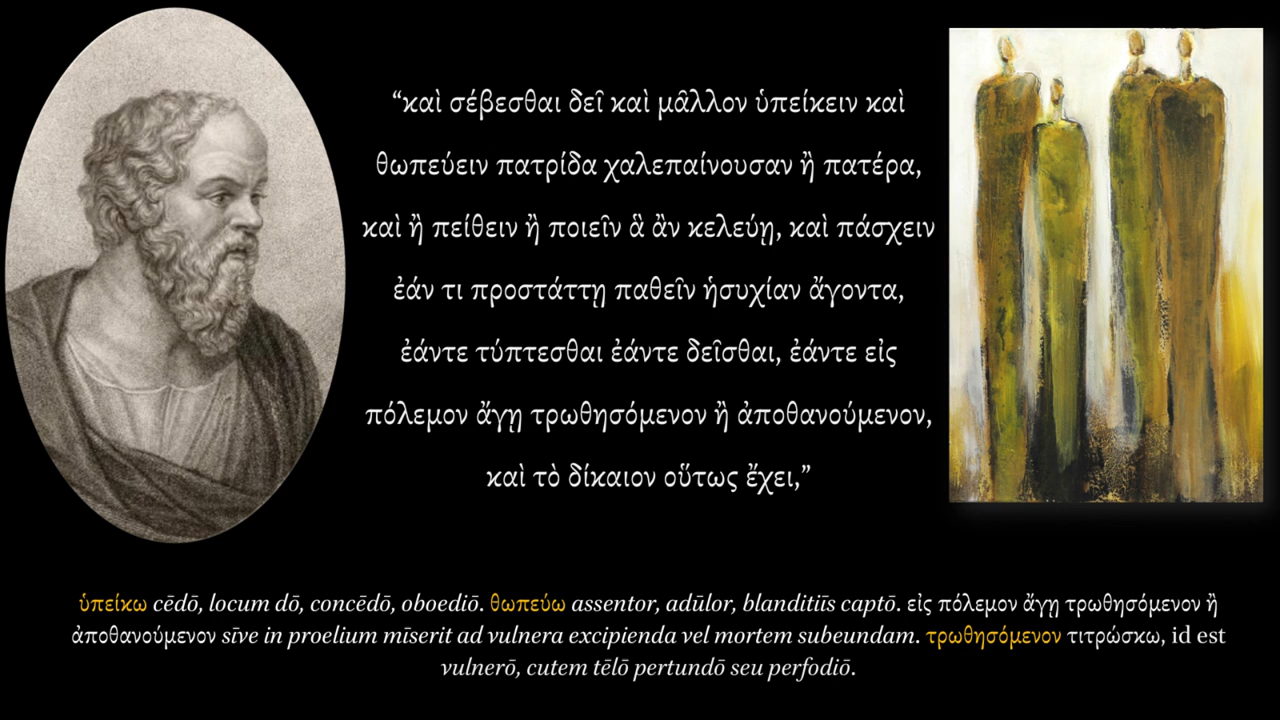 “καὶ σέβεσθαι δεῖ καὶ μᾶλλον ὑπείκειν καὶ
θωπεύειν πατρίδα χαλεπαίνουσαν ἢ πατέρα,
καὶ ἢ πείθειν ἢ ποιεῖν ἃ ἂν κελεύῃ, καὶ πάσχειν
ἐάν τι προστάττῃ παθεῖν ἡσυχίαν ἄγοντα,
ἐάντε τύπτεσθαι ἐάντε δεῖσθαι, ἐάντε εἰς
πόλεμον ἄγῃ τρωθησόμενον ἢ ἀποθανούμενον,
καὶ τὸ δίκαιον οὕτως ἔχει,”
ὑπείκω cēdō, locum dō, concēdō, oboediō. θωπεύω assentor, adūlor, blanditiīs captō. εἰς πόλεμον ἄγῃ τρωθησόμενον ἢ
ἀποθανούμενον sīve in proelium mīserit ad vulnera excipienda vel mortem subeundam. τρωθησόμενον τιτρώσκω, id est
vulnerō, cutem tēlō pertundō seu perfodiō.